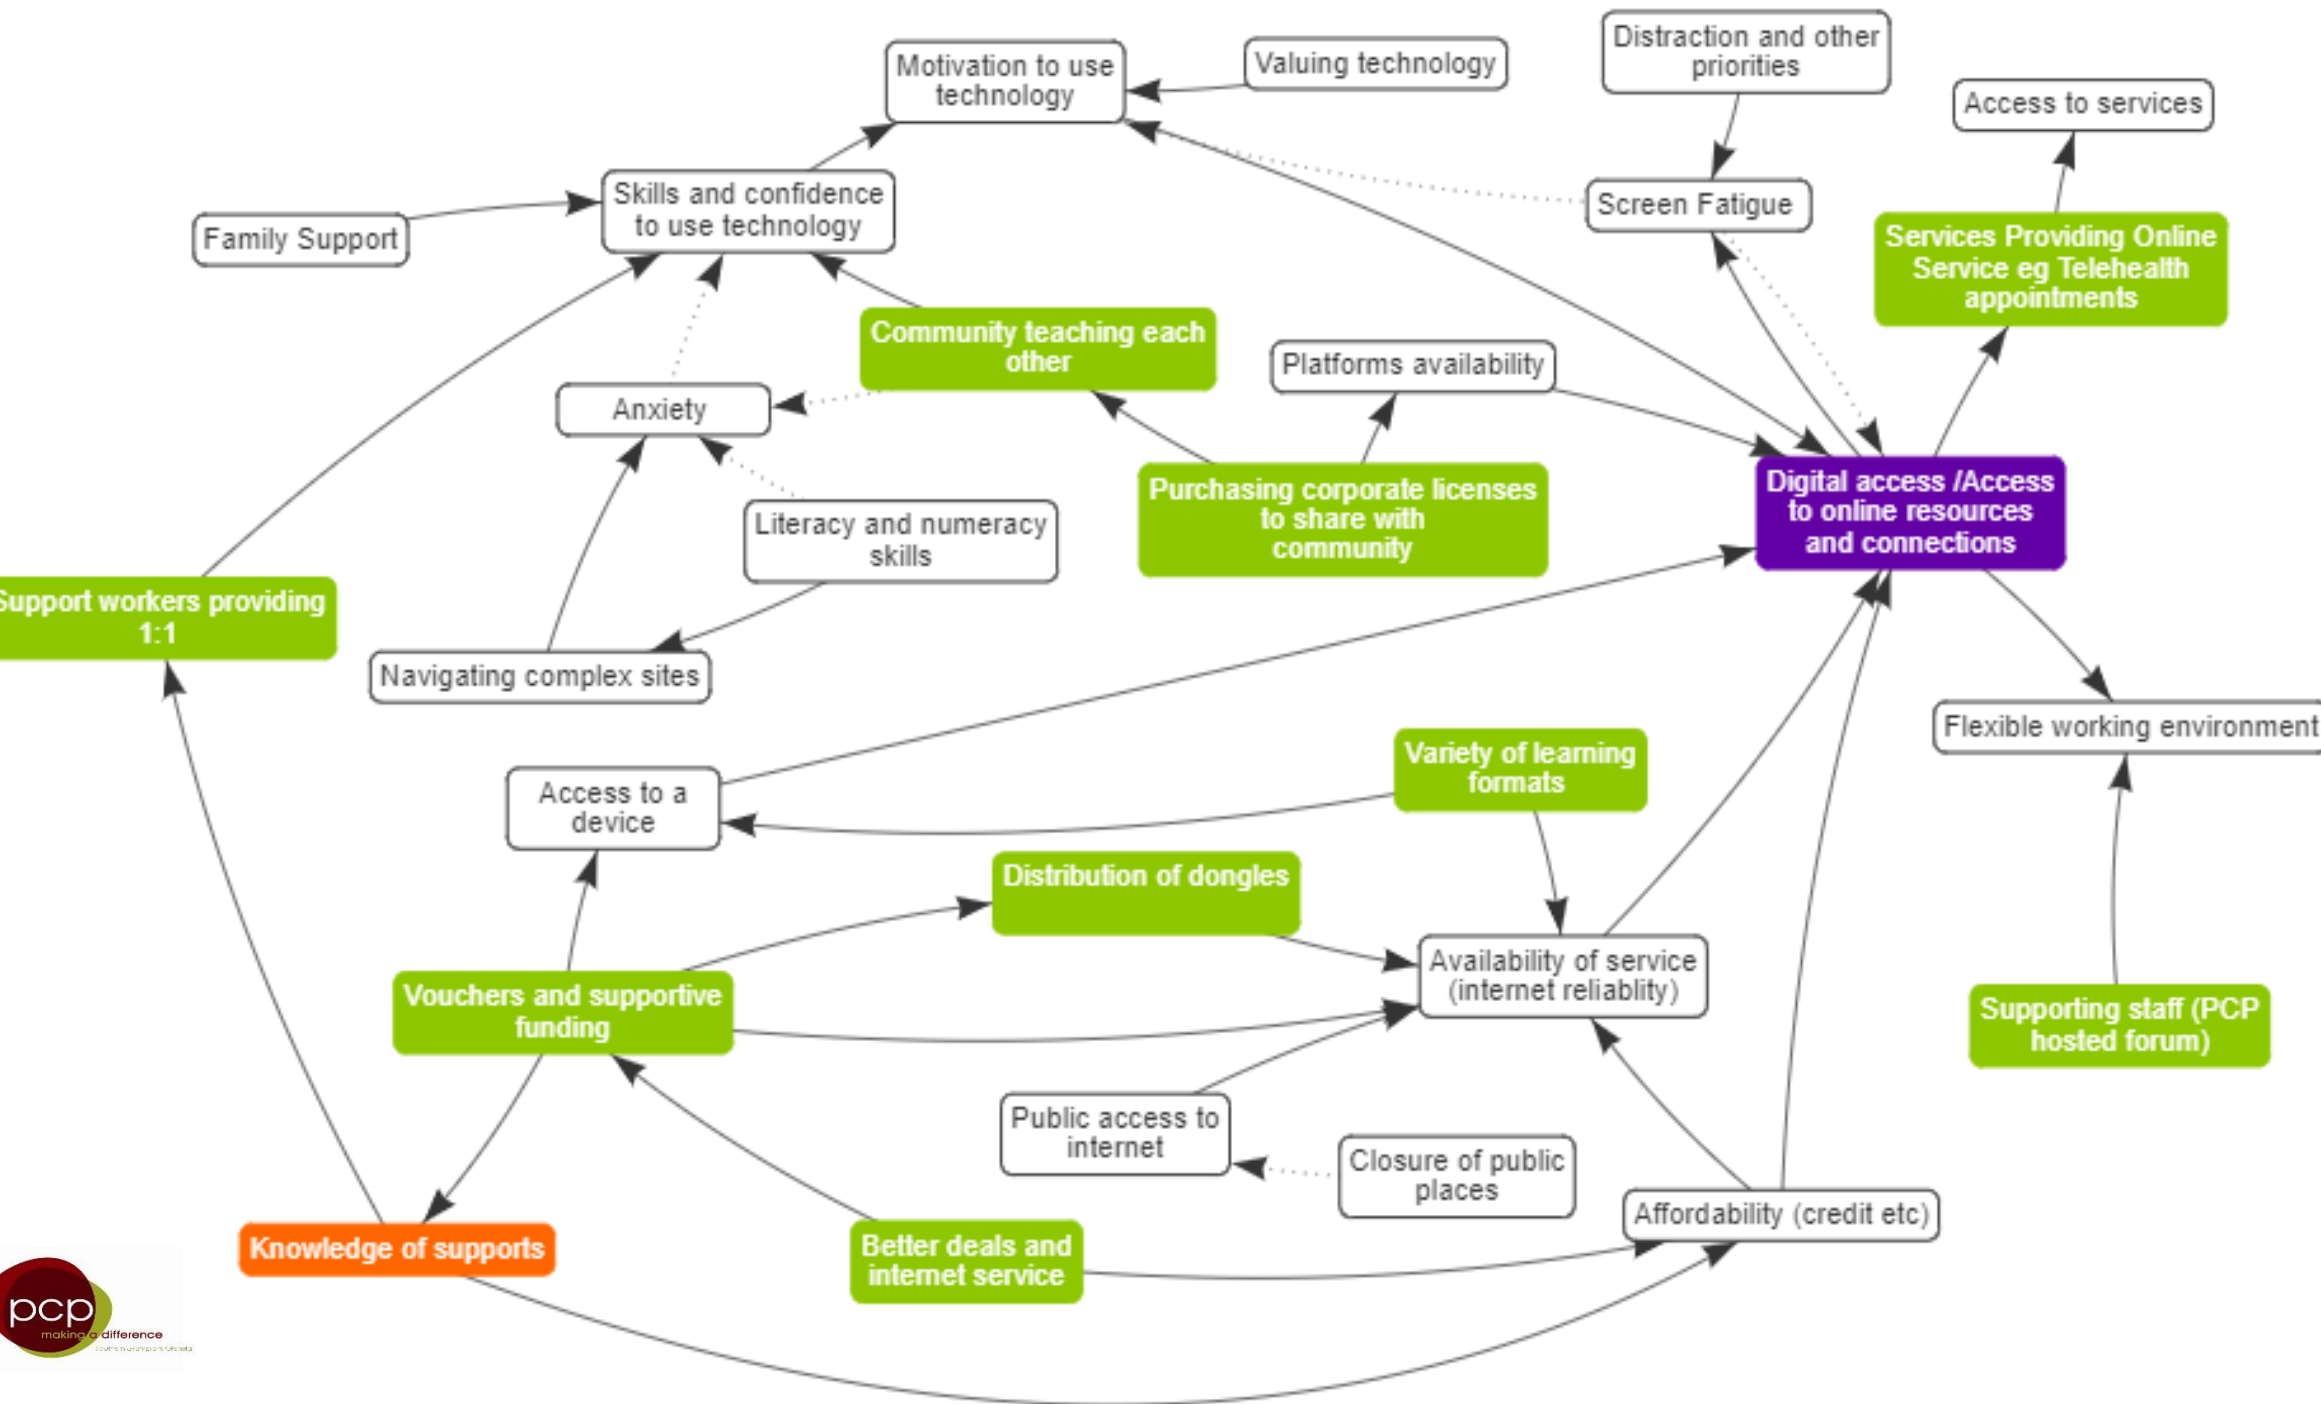 Motivation to use
technology
Valuing technology
Distraction and other
priorities
Access to services
Skills and confidence
to use technology
Family Support
Screen Fatigue
Services Providing Online
Service eg Telehealth
appointments
Community teaching each
other
Platforms availability
Anxiety
Purchasing corporate licenses
to share with
community
Digital access /Access
to online resources
and connections
Literacy and numeracy
skills
Support workers providing
1:1
Navigating complex sites
Flexible working environment
Variety of learning
formats
Access to a
device
Distribution of dongles
Availability of service
(internet reliablity)
Vouchers and supportive
funding
Supporting staff (PCP
hosted forum)
Public access to
internet
Closure of public
places
Affordability (credit etc)
Knowledge of supports
Better deals and
internet service
pcp
making a difference